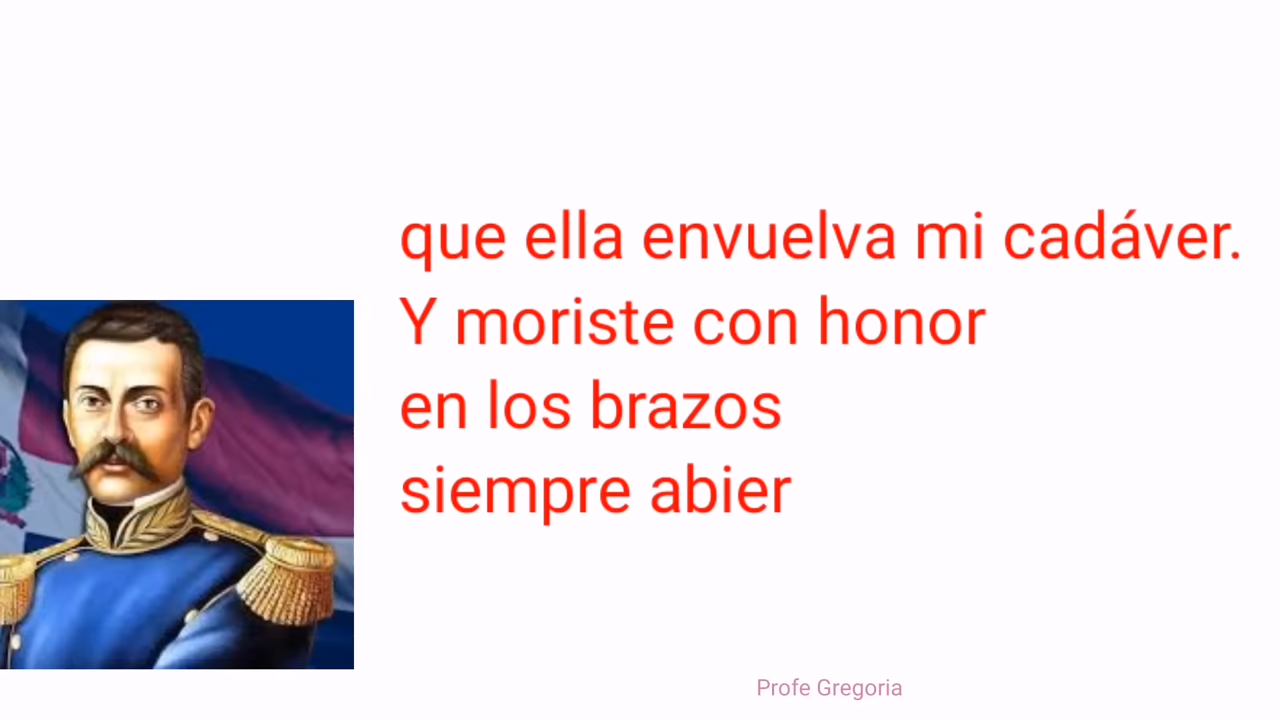 que ella envuelva mi cadáver.
Y moriste con honor
en los brazos
siempre abier
Profe Gregoria